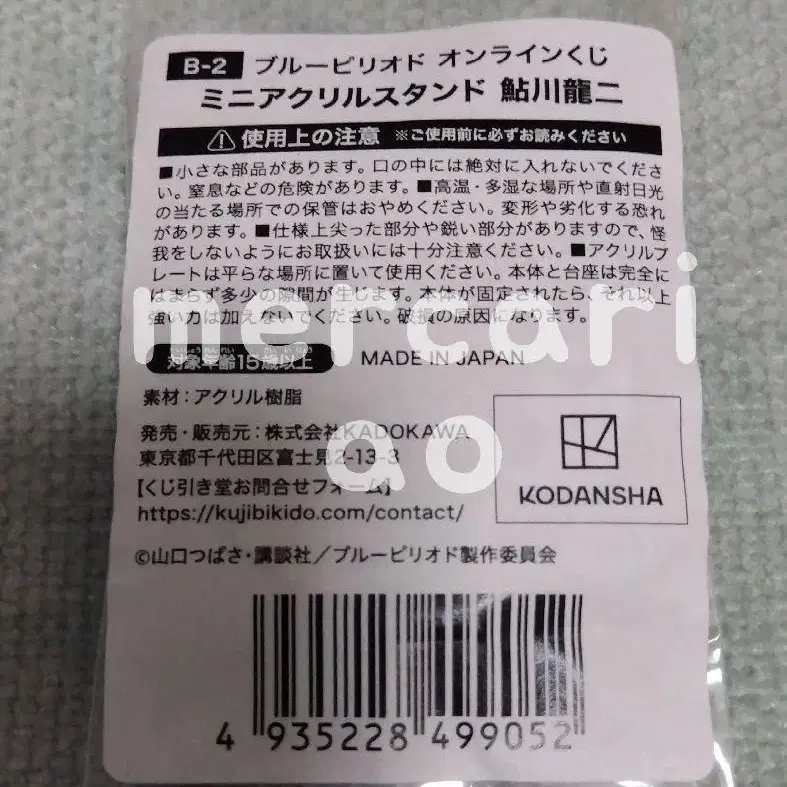 B-2 ブルーピリオド オンラインくじ
ミニアクリルスタンド 鮎川龍二
⚠使用上の注意 ※ご使用前に必ずお読みください
■小さな部品があります。口の中には絶対に入れないでくださ
い。窒息などの危険があります。■高温・多湿な場所や直射日光
の当たる場所での保管はおやめください。変形や劣化する恐れ
があります。■仕様上尖った部分や鋭い部分がありますので、怪
我をしないようにお取扱いには十分注意ください。■アクリルプ
レートは平らな場所に置いて使用ください。本体と台座は完全に
はまらず多少の隙間が生じます。本体が固定されたら、それ以上
強い力は加えないでください。破損の原因になります。
mercari
対象年齢15歳以上 MADE IN JAPAN
素材：アクリル樹脂
ao
発売・販売元：株式会社KADOKAWA
東京都千代田区富士見2-13-3
【くじ引き堂お問合せフォーム】
https://kujibikido.com/contact/
KODANSHA
©山口つばさ・講談社／ブルーピリオド製作委員会
4 935228 499052